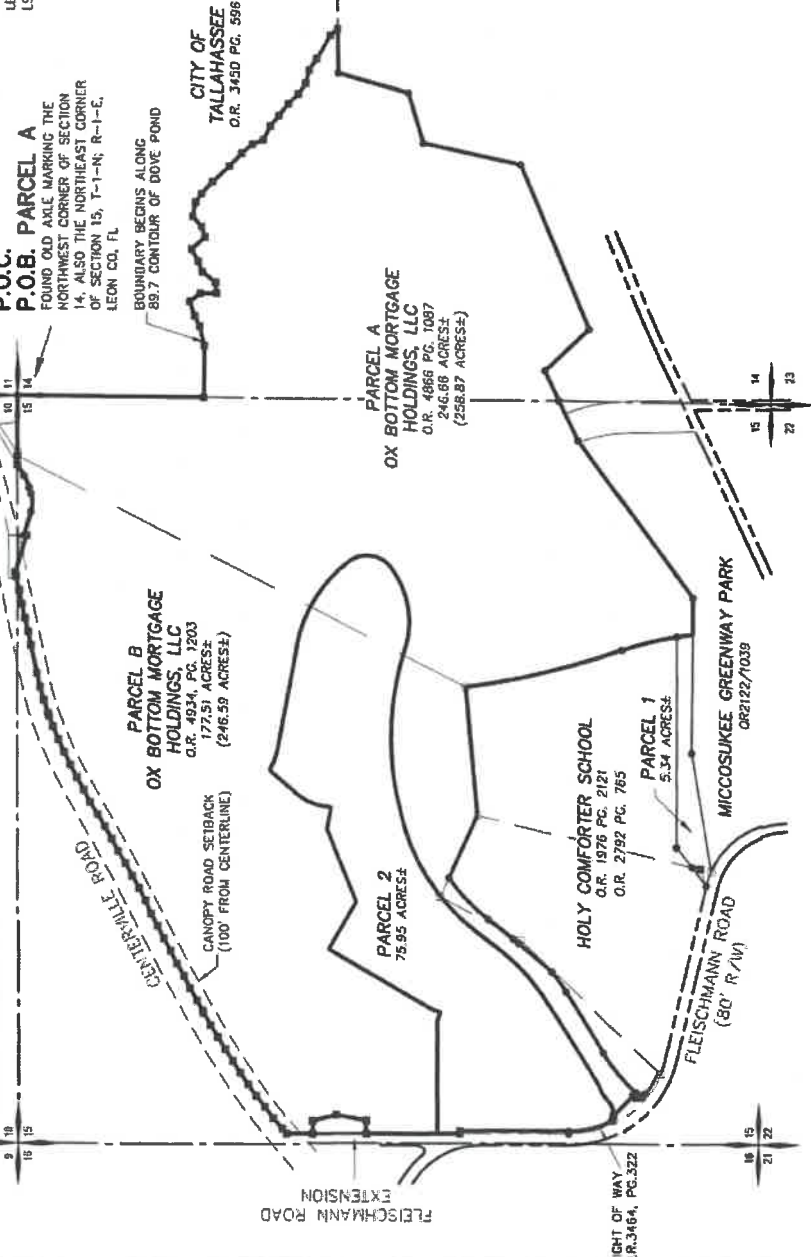 P.O.C.
P.O.B. PARCEL A
FOUND OLD AXLE MARKING THE
NORTHWEST CORNER OF SECTION
14, ALSO THE NORTHEAST CORNER
OF SECTION 15, T-1-N; R-1-E,
LEON CO, FL
BOUNDARY BEGINS ALONG
89.7 CONTOUR OF DOVE POND
CITY OF
TALLAHASSEE
O.R. 3450 PG. 596
10 11
15 14
9 10
16 15
PARCEL A
OX BOTTOM MORTGAGE
HOLDINGS, LLC
O.R. 4866 PG. 1087
246.66 ACRES±
(258.87 ACRES±)
PARCEL B
OX BOTTOM MORTGAGE
HOLDINGS, LLC
O.R. 4934, PG. 1203
177.51 ACRES±
(246.59 ACRES±)
CENTERVILLE ROAD
CANOPY ROAD SETBACK
(100' FROM CENTERLINE)
PARCEL 2
75.95 ACRES±
HOLY COMFORTER SCHOOL
O.R. 1976 PG. 2121
O.R. 2792 PG. 765
PARCEL 1
5.34 ACRES±
MICCOSUKEE GREENWAY PARK
OR2122/1039
FLEISCHMANN ROAD
(80' R/W)
FLEISCHMANN ROAD
EXTENSION
IGHT OF WAY
.R.3464, PG.322
15 14
22 23
16 15
21 22